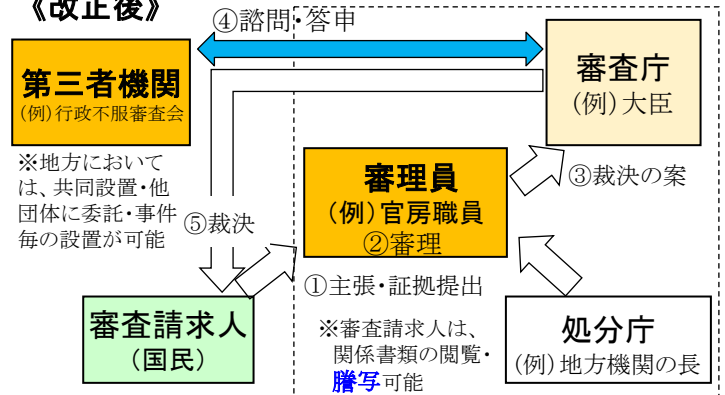 《改正後》
④諮問・答申
第三者機関
(例)行政不服審査会
審査庁
(例)大臣
※地方において
は、共同設置・他
団体に委託・事件
毎の設置が可能
⑤裁決
審理員
(例)官房職員
②審理
③裁決の案
①主張・証拠提出
審査請求人
(国民)
※審査請求人は、
関係書類の閲覧・
謄写可能
処分庁
(例)地方機関の長